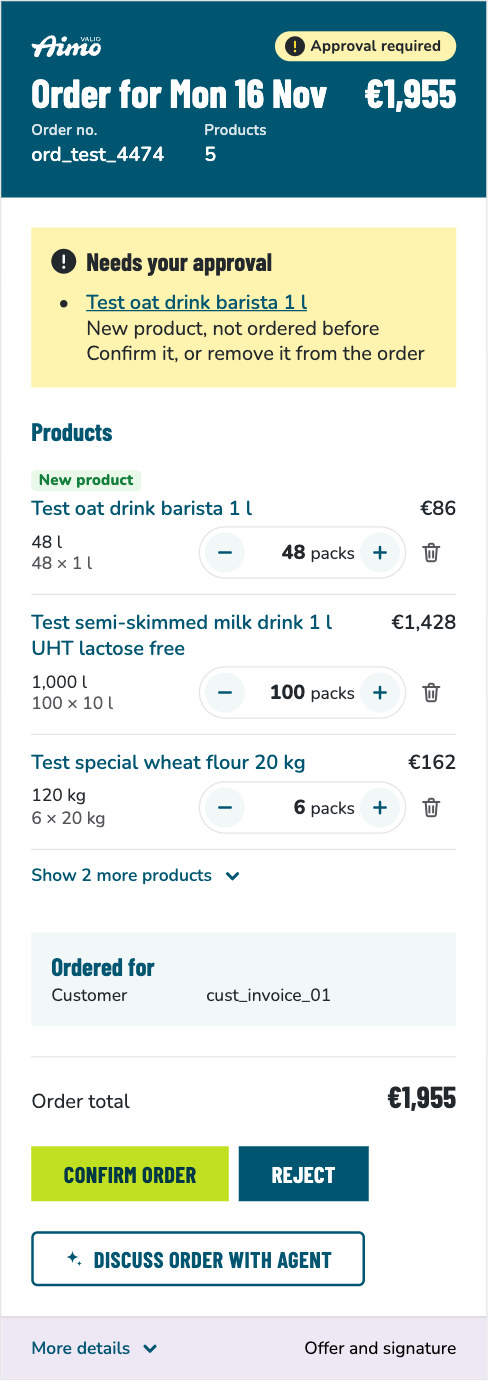 Aimo VALIO
Approval required
Order for Mon 16 Nov €1,955
Order no. Products
ord_test_4474 5
Needs your approval
• Test oat drink barista 1 l
New product, not ordered before
Confirm it, or remove it from the order
Products
New product
Test oat drink barista 1 l €86
48 l
48 × 1 l
− 48 packs +
Test semi-skimmed milk drink 1 l €1,428
UHT lactose free
1,000 l
100 × 10 l
− 100 packs +
Test special wheat flour 20 kg €162
120 kg
6 × 20 kg
− 6 packs +
Show 2 more products
Ordered for
Customer cust_invoice_01
Order total €1,955
CONFIRM ORDER REJECT
DISCUSS ORDER WITH AGENT
More details Offer and signature